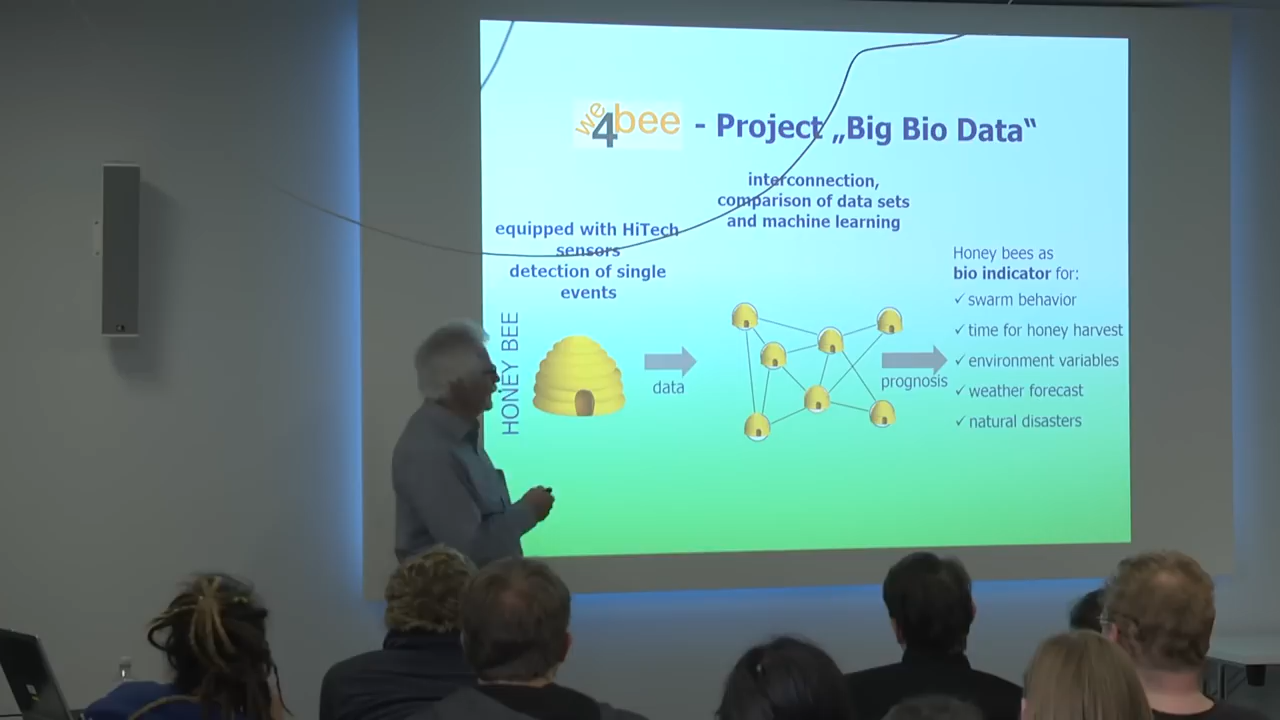 we4bee - Project „Big Bio Data“
interconnection,
comparison of data sets
and machine learning
equipped with HiTech
sensors
detection of single
events
HONEY BEE
data
prognosis
Honey bees as
bio indicator for:
✓ swarm behavior
✓ time for honey harvest
✓ environment variables
✓ weather forecast
✓ natural disasters